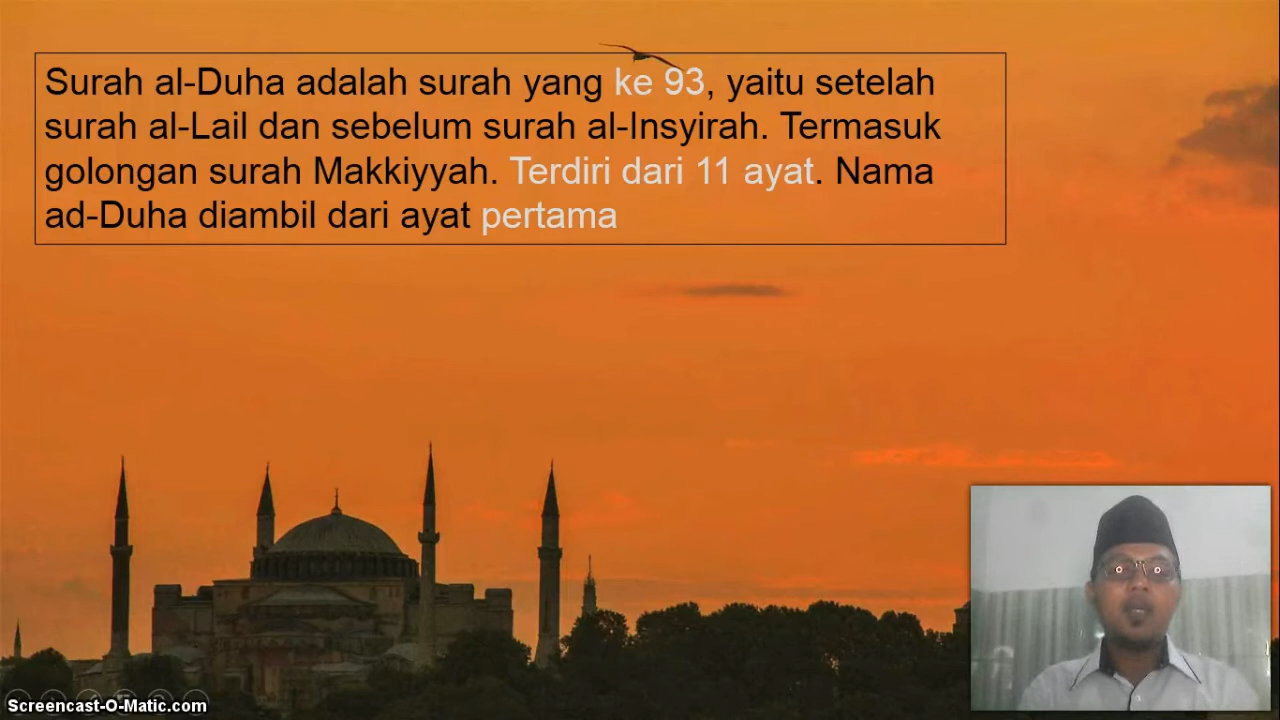 Surah al-Duha adalah surah yang ke 93, yaitu setelah
surah al-Lail dan sebelum surah al-Insyirah. Termasuk
golongan surah Makkiyyah. Terdiri dari 11 ayat. Nama
ad-Duha diambil dari ayat pertama
Screencast-O-Matic.com